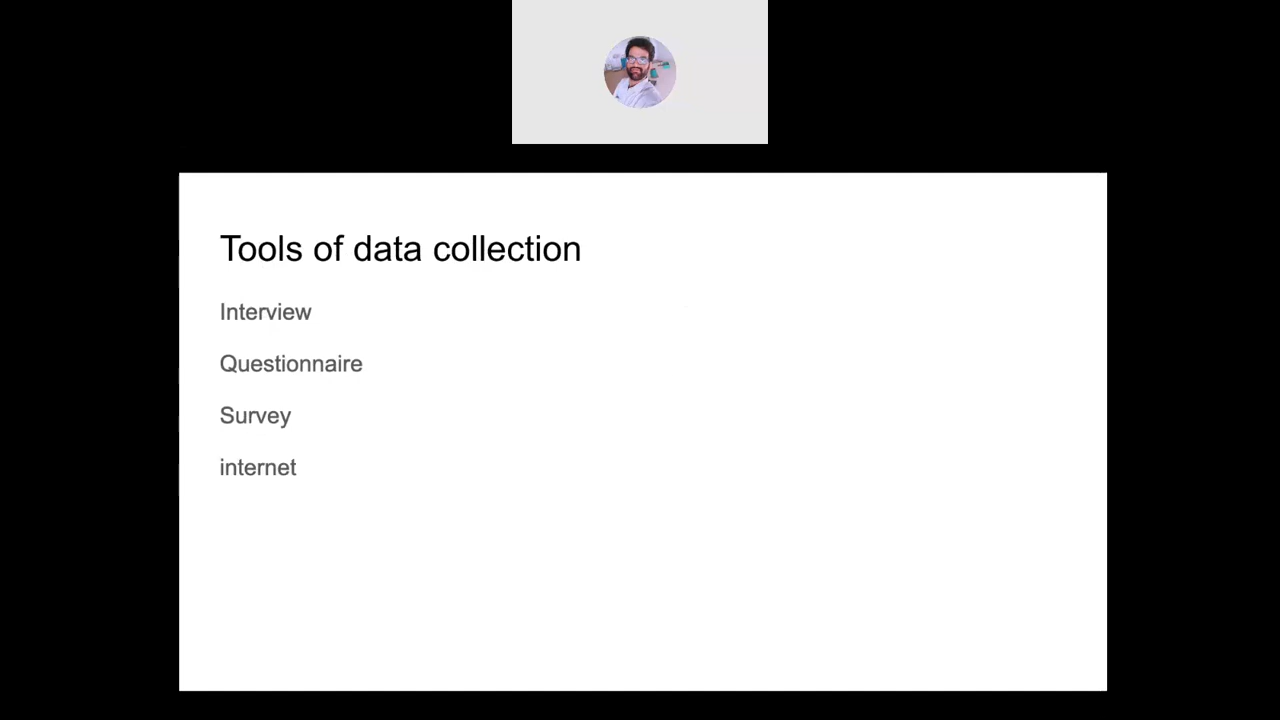 Tools of data collection
Interview
Questionnaire
Survey
internet